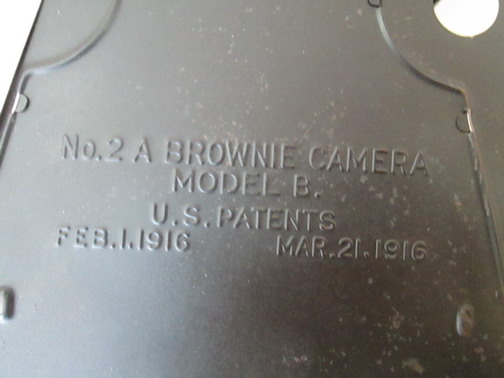 No.2 A BROWNIE CAMERA
MODEL B.
U.S. PATENTS
FEB.1.1916 MAR.21.1916